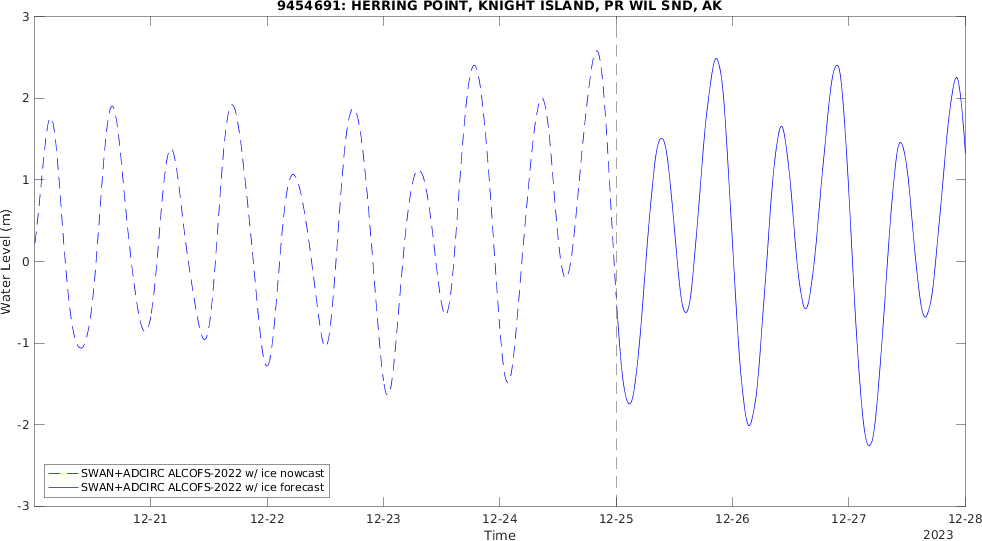 9454691: HERRING POINT, KNIGHT ISLAND, PR WIL SND, AK
3
2
1
0
-1
-2
-3
Water Level (m)
SWAN+ADCIRC ALCOFS-2022 w/ ice nowcast
SWAN+ADCIRC ALCOFS-2022 w/ ice forecast
12-21 12-22 12-23 12-24 12-25 12-26 12-27 12-28
Time
2023